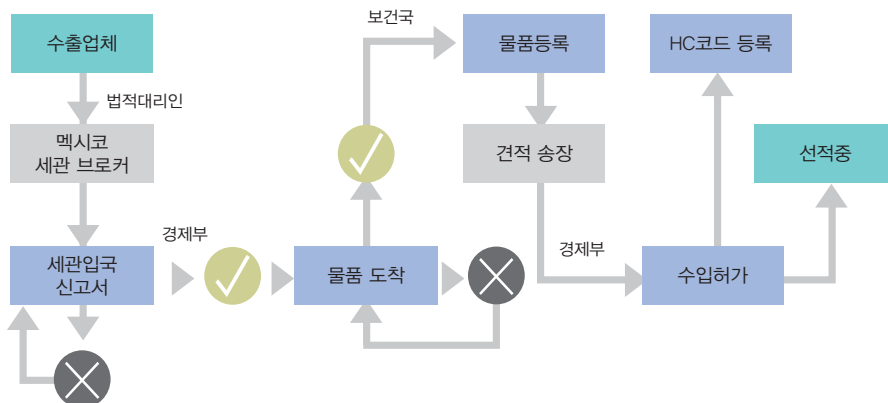 수출업체
법적대리인
멕시코
세관 브로커
경제부
세관입국
신고서
물품 도착
보건국
물품등록
견적 송장
경제부
수입허가
HC코드 등록
선적중